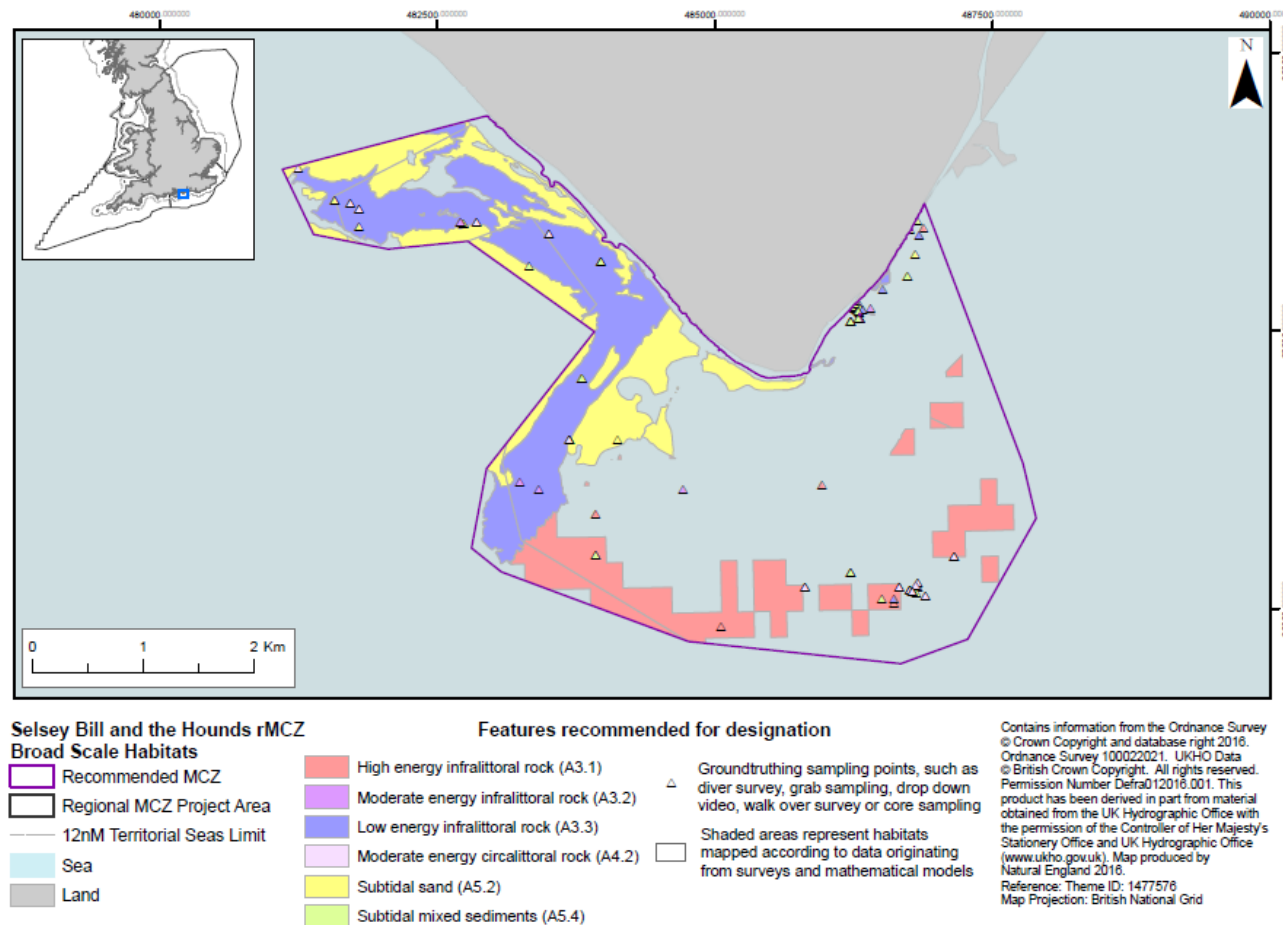 480000.000000
482500.000000
485000.000000
487500.000000
490000.000000
N
0 1 2 Km
Selsey Bill and the Hounds rMCZ
Broad Scale Habitats
Recommended MCZ
Regional MCZ Project Area
12nM Territorial Seas Limit
Sea
Land
Features recommended for designation
High energy infralittoral rock (A3.1)
Moderate energy infralittoral rock (A3.2)
Low energy infralittoral rock (A3.3)
Moderate energy circalittoral rock (A4.2)
Subtidal sand (A5.2)
Subtidal mixed sediments (A5.4)
Groundtruthing sampling points, such as
diver survey, grab sampling, drop down
video, walk over survey or core sampling
Shaded areas represent habitats
mapped according to data originating
from surveys and mathematical models
Contains information from the Ordnance Survey
© Crown Copyright and database right 2016.
Ordnance Survey 100022021. UKHO Data
© British Crown Copyright. All rights reserved.
Permission Number Defra012016.001. This
product has been derived in part from material
obtained from the UK Hydrographic Office with
the permission of the Controller of Her Majesty's
Stationery Office and UK Hydrographic Office
(www.ukho.gov.uk). Map produced by
Natural England 2016.
Reference: Theme ID: 1477576
Map Projection: British National Grid